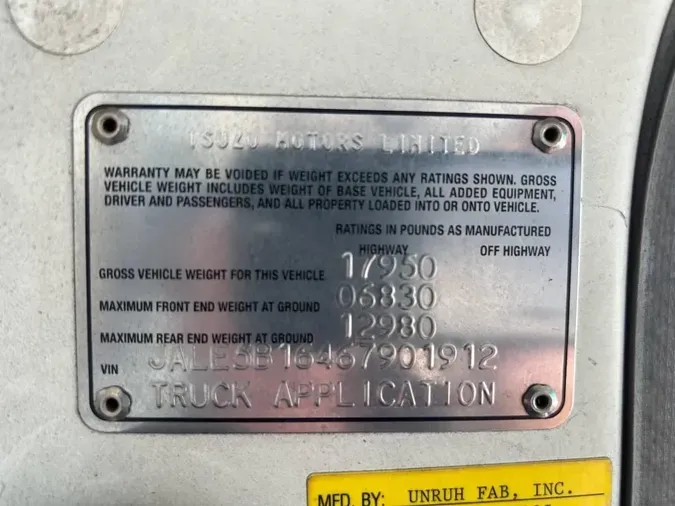 ISUZU MOTORS LIMITED
WARRANTY MAY BE VOIDED IF WEIGHT EXCEEDS ANY RATINGS SHOWN. GROSS
VEHICLE WEIGHT INCLUDES WEIGHT OF BASE VEHICLE, ALL ADDED EQUIPMENT,
DRIVER AND PASSENGERS, AND ALL PROPERTY LOADED INTO OR ONTO VEHICLE.
RATINGS IN POUNDS AS MANUFACTURED
HIGHWAY OFF HIGHWAY
GROSS VEHICLE WEIGHT FOR THIS VEHICLE 17950
MAXIMUM FRONT END WEIGHT AT GROUND 06830
MAXIMUM REAR END WEIGHT AT GROUND 12980
VIN JALE5B16467901912
TRUCK APPLICATION
MFD. BY: UNRUH FAB, INC.